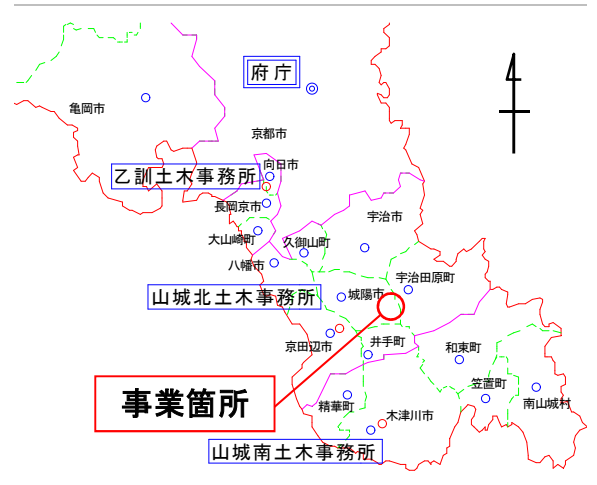 府庁
亀岡市
京都市
向日市
乙訓土木事務所
長岡京市
宇治市
大山崎町
久御山町
八幡市
宇治田原町
城陽市
山城北土木事務所
井手町
京田辺市
和束町
笠置町
事業箇所
精華町
南山城村
木津川市
山城南土木事務所